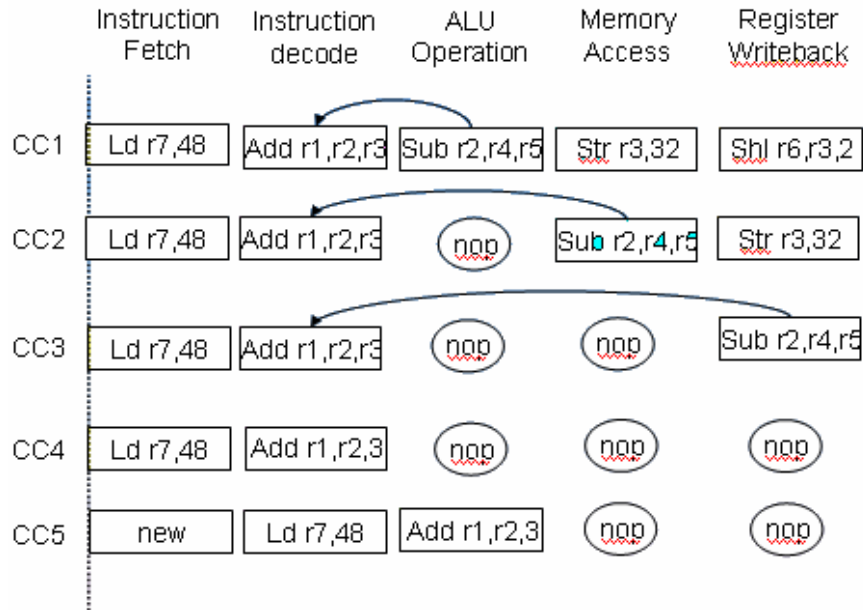 Instruction Fetch
Instruction decode
ALU Operation
Memory Access
Register Writeback
CC1 Ld r7,48 Add r1,r2,r3 Sub r2,r4,r5 Str r3,32 Shl r6,r3,2
CC2 Ld r7,48 Add r1,r2,r3 nop Sub r2,r4,r5 Str r3,32
CC3 Ld r7,48 Add r1,r2,r3 nop nop Sub r2,r4,r5
CC4 Ld r7,48 Add r1,r2,3 nop nop nop
CC5 new Ld r7,48 Add r1,r2,3 nop nop